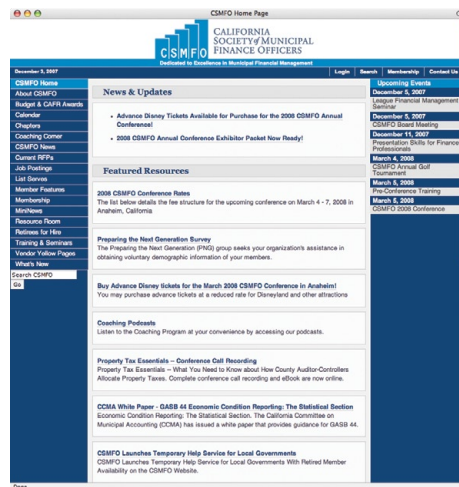 CSMFO Home Page
CALIFORNIA
SOCIETY of MUNICIPAL
FINANCE OFFICERS
CSMFO
Dedicated to Excellence in Municipal Financial Management
December 3, 2007
Login | Search | Membership | Contact Us
CSMFO Home
About CSMFO
Budget & CAFR Awards
Calendar
Chapters
Coaching Corner
CSMFO News
Current RFPs
Job Postings
List Serves
Member Features
Membership
MiniNews
Resource Room
Retirees for Hire
Training & Seminars
Vendor Yellow Pages
What's New
Search CSMFO
Go
News & Updates
• Advance Disney Tickets Available for Purchase for the 2008 CSMFO Annual
Conference!
• 2008 CSMFO Annual Conference Exhibitor Packet Now Ready!
Featured Resources
2008 CSMFO Conference Rates
The list below details the fee structure for the upcoming conference on March 4 - 7, 2008 in
Anaheim, California
Preparing the Next Generation Survey
The Preparing the Next Generation (PNG) group seeks your organization's assistance in
obtaining voluntary demographic information of your members.
Buy Advance Disney tickets for the March 2008 CSMFO Conference in Anaheim!
You may purchase advance tickets at a reduced rate for Disneyland and other attractions
Coaching Podcasts
Listen to the Coaching Program at your convenience by accessing our podcasts.
Property Tax Essentials – Conference Call Recording
Property Tax Essentials – What You Need to Know about How County Auditor-Controllers
Allocate Property Taxes. Complete conference call recording and eBook are now online.
CCMA White Paper - GASB 44 Economic Condition Reporting: The Statistical Section
Economic Condition Reporting: The Statistical Section. The California Committee on
Municipal Accounting (CCMA) has issued a white paper that provides guidance for GASB 44.
CSMFO Launches Temporary Help Service for Local Governments
CSMFO Launches Temporary Help Service for Local Governments With Retired Member
Availability on the CSMFO Website.
Upcoming Events
December 5, 2007
League Financial Management
Seminar
December 5, 2007
CSMFO Board Meeting
December 11, 2007
Presentation Skills for Finance
Professionals
March 4, 2008
CSMFO Annual Golf
Tournament
March 5, 2008
Pre-Conference Training
March 5, 2008
CSMFO 2008 Conference